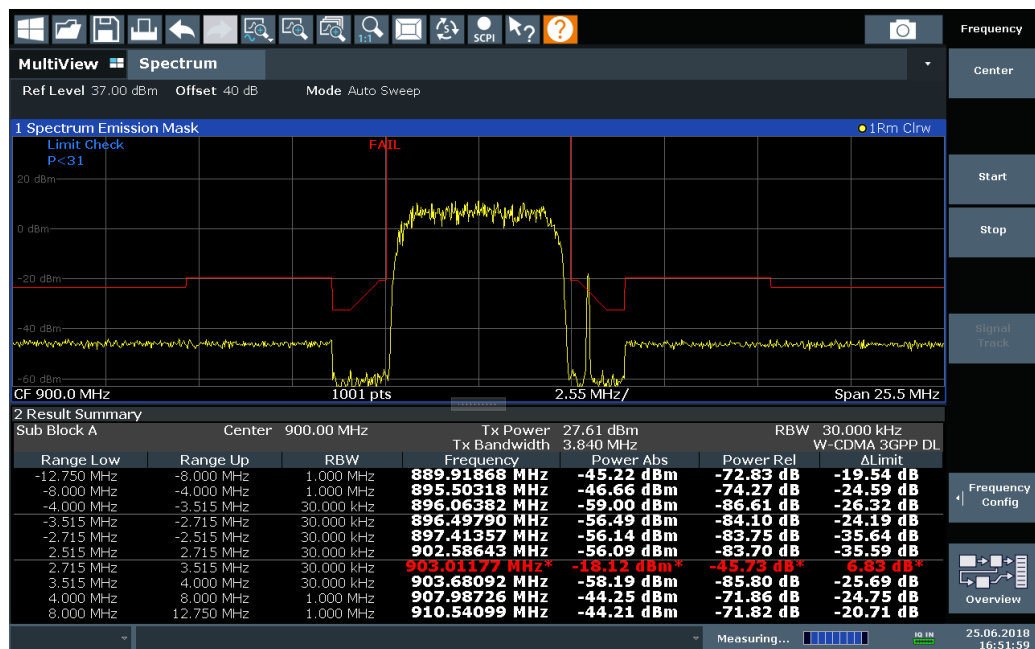 1:1
SCPI
Frequency
MultiView Spectrum
Center
Ref Level 37.00 dBm Offset 40 dB Mode Auto Sweep
1 Spectrum Emission Mask 1Rm Clrw
Limit Check FAIL
P<31
20 dBm
Start
0 dBm
Stop
-20 dBm
-40 dBm
Signal
Track
-60 dBm
CF 900.0 MHz 1001 pts 2.55 MHz/ Span 25.5 MHz
2 Result Summary
Sub Block A Center 900.00 MHz Tx Power 27.61 dBm RBW 30.000 kHz
Tx Bandwidth 3.840 MHz W-CDMA 3GPP DL
Range Low Range Up RBW Frequency Power Abs Power Rel ΔLimit
-12.750 MHz -8.000 MHz 1.000 MHz 889.91868 MHz -45.22 dBm -72.83 dB -19.54 dB
-8.000 MHz -4.000 MHz 1.000 MHz 895.50318 MHz -46.66 dBm -74.27 dB -24.59 dB
-4.000 MHz -3.515 MHz 30.000 kHz 896.06382 MHz -59.00 dBm -86.61 dB -26.32 dB
-3.515 MHz -2.715 MHz 30.000 kHz 896.49790 MHz -56.49 dBm -84.10 dB -24.19 dB
-2.715 MHz -2.515 MHz 30.000 kHz 897.41357 MHz -56.14 dBm -83.75 dB -35.64 dB
2.515 MHz 2.715 MHz 30.000 kHz 902.58643 MHz -56.09 dBm -83.70 dB -35.59 dB
2.715 MHz 3.515 MHz 30.000 kHz 903.01177 MHz* -18.12 dBm* -45.73 dB* 6.83 dB*
3.515 MHz 4.000 MHz 30.000 kHz 903.68092 MHz -58.19 dBm -85.80 dB -25.69 dB
4.000 MHz 8.000 MHz 1.000 MHz 907.98726 MHz -44.25 dBm -71.86 dB -24.75 dB
8.000 MHz 12.750 MHz 1.000 MHz 910.54099 MHz -44.21 dBm -71.82 dB -20.71 dB
Frequency
Config
Overview
Measuring... IQ IN 25.06.2018
16:51:59